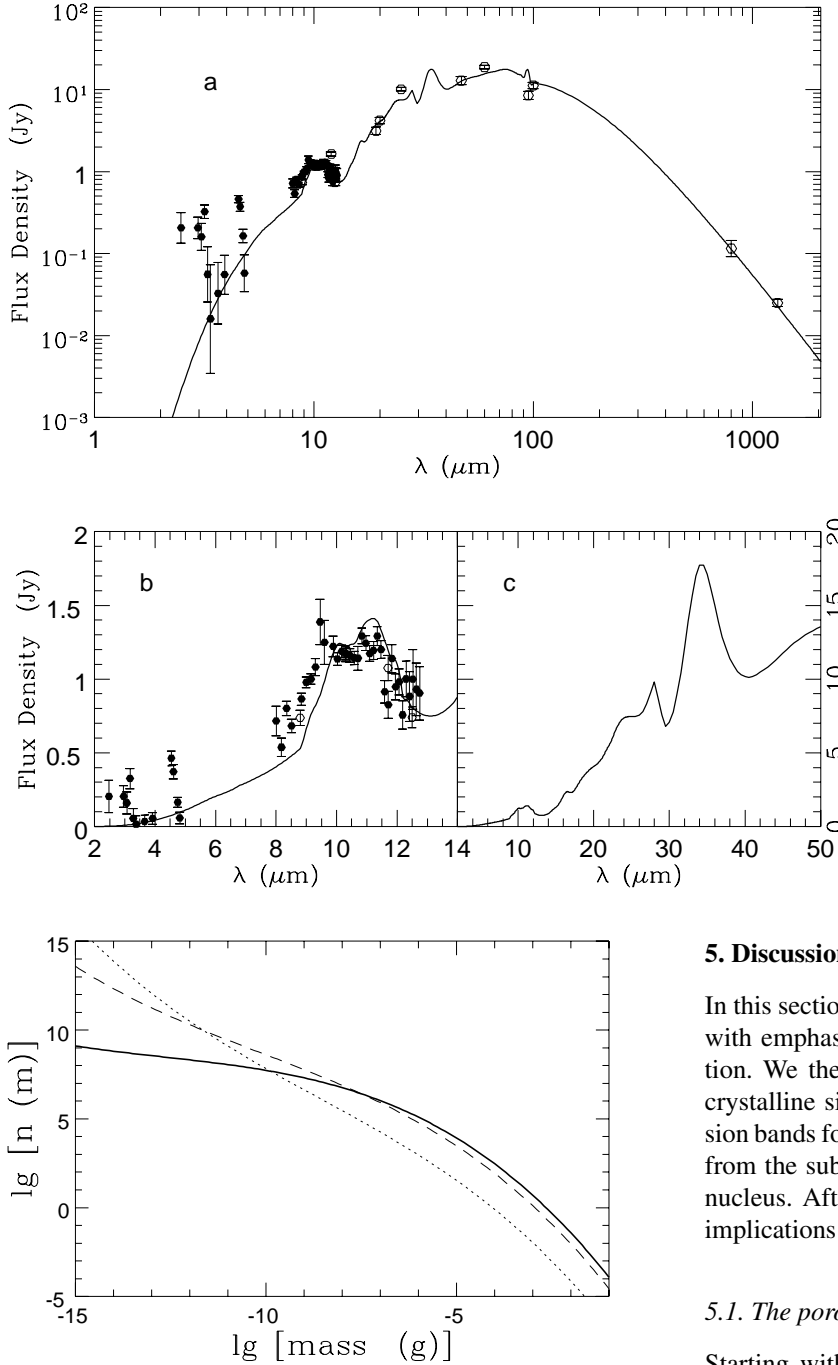 a
10²
10¹
1
10⁻¹
10⁻²
10⁻³
Flux Density (Jy)
1
10
100
1000
λ (μm)
b
2
1.5
1
0.5
0
Flux Density (Jy)
2
4
6
8
10
12
14
λ (μm)
c
20
15
10
5
0
10
20
30
40
50
λ (μm)
15
10
5
0
-5
lg [n (m)]
-15
-10
-5
lg [mass (g)]
5. Discussion
In this section
with emphas
tion. We the
crystalline si
sion bands fo
from the sub
nucleus. Aft
implications
5.1. The poro
Starting with